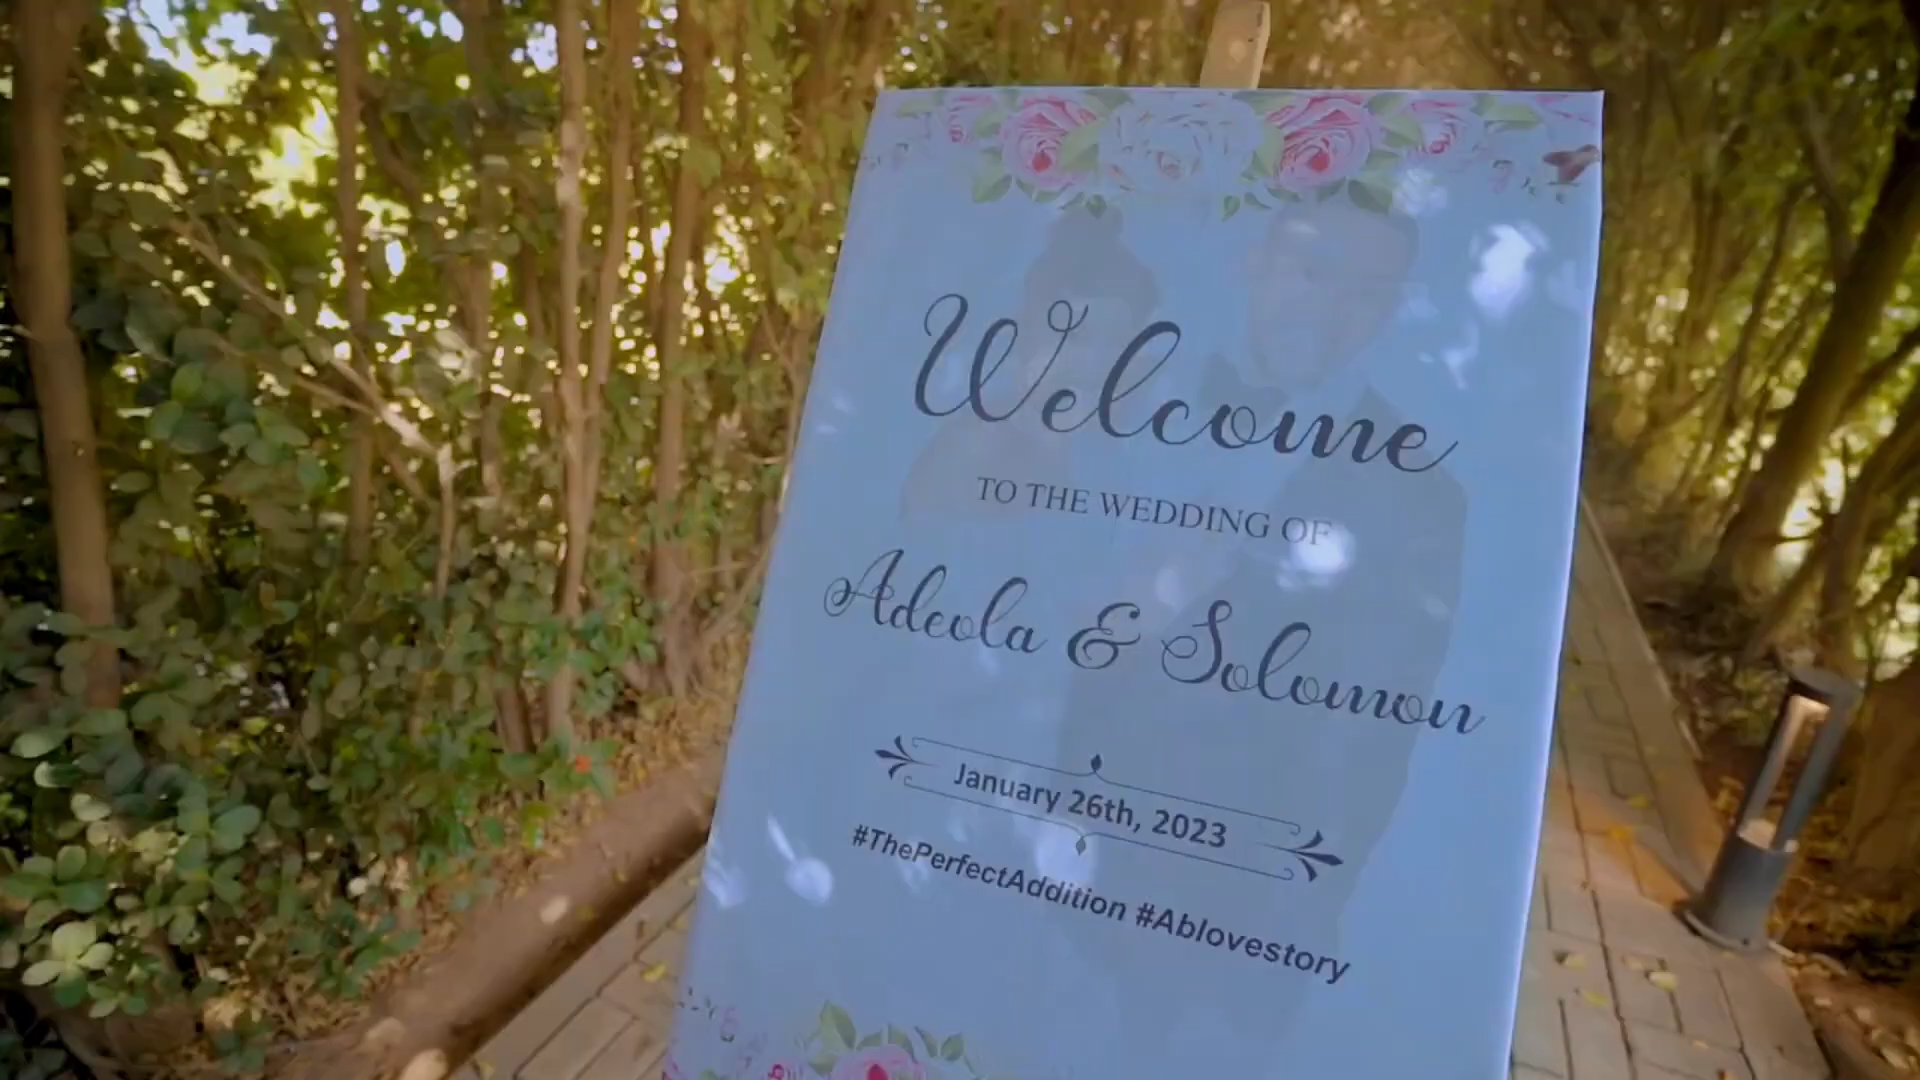 Welcome
TO THE WEDDING OF
Adeola & Solomon
January 26th, 2023
#ThePerfectAddition #Ablovestory